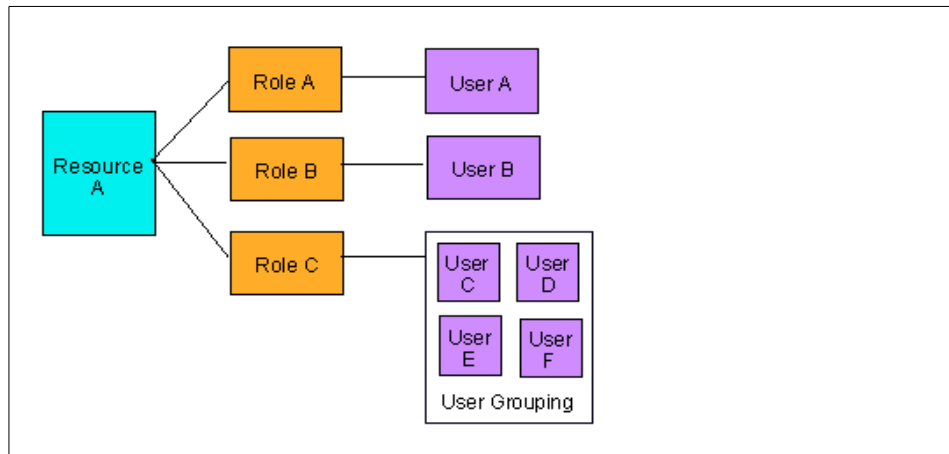 Role A
User A
Resource
A
Role B
User B
Role C
User
C
User
D
User
E
User
F
User Grouping